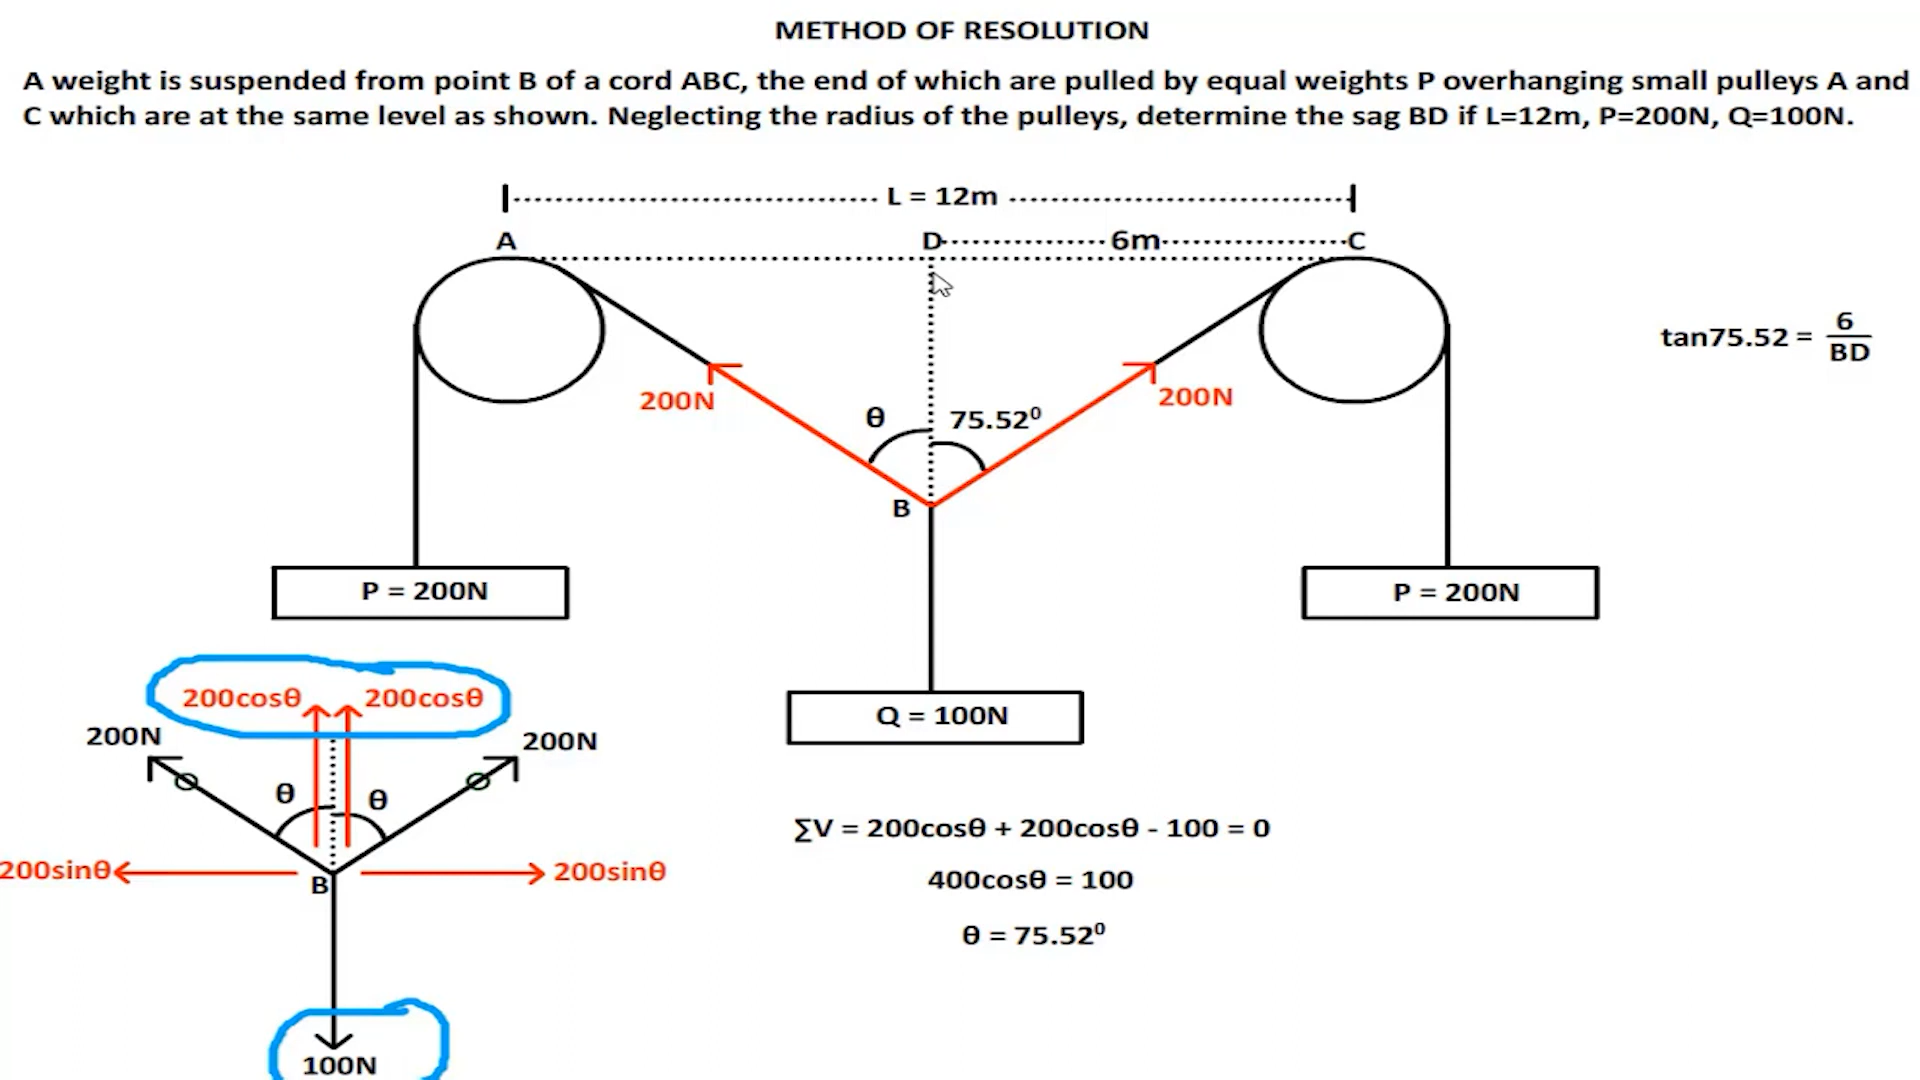 METHOD OF RESOLUTION
A weight is suspended from point B of a cord ABC, the end of which are pulled by equal weights P overhanging small pulleys A and
C which are at the same level as shown. Neglecting the radius of the pulleys, determine the sag BD if L=12m, P=200N, Q=100N.
L = 12m
A
D
6m
C
tan75.52 = 6/BD
200N
200N
θ
75.52⁰
B
P = 200N
P = 200N
Q = 100N
200cosθ
200cosθ
200N
200N
θ
θ
200sinθ
200sinθ
B
100N
∑V = 200cosθ + 200cosθ - 100 = 0
400cosθ = 100
θ = 75.52⁰